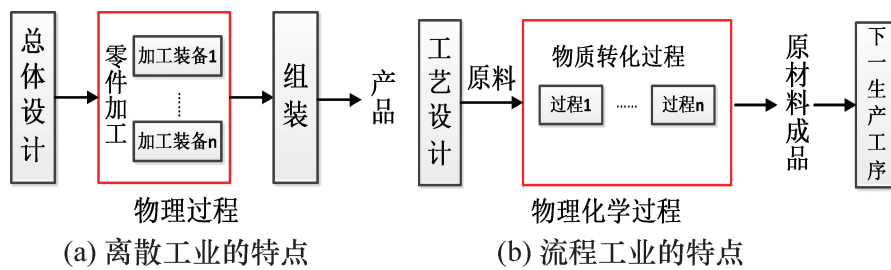 总体设计
零件加工
加工装备1
......
加工装备n
组装
产品
物理过程
(a) 离散工业的特点
工艺设计
原料
物质转化过程
过程1
......
过程n
原材料成品
下一生产工序
物理化学过程
(b) 流程工业的特点